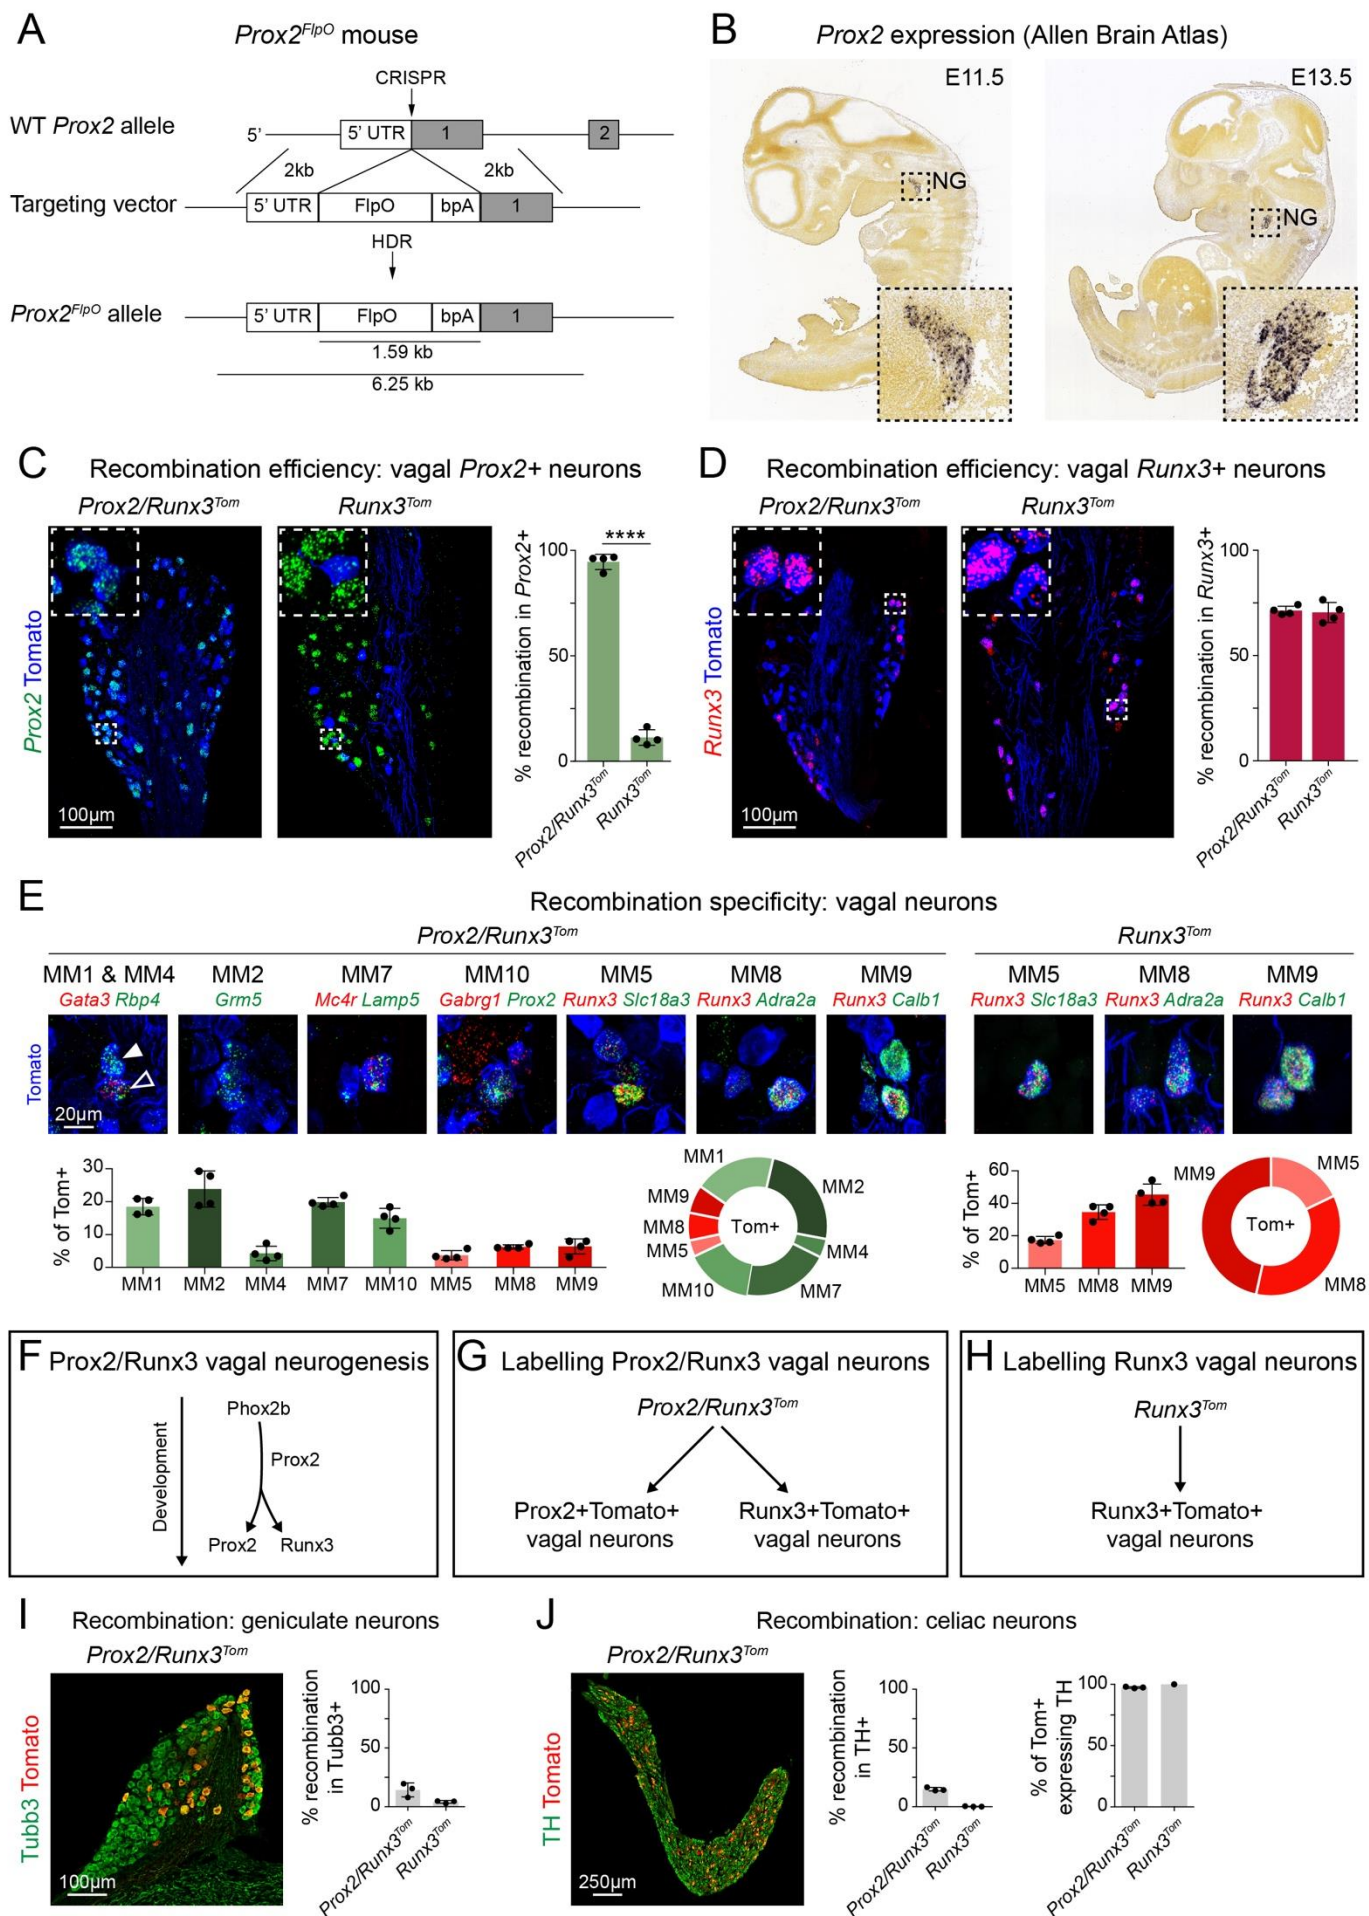 A
Prox2FlpO mouse
CRISPR
WT Prox2 allele
5'
5' UTR
1
2
2kb
2kb
Targeting vector
5' UTR
FlpO
bpA
1
HDR
Prox2FlpO allele
5' UTR
FlpO
bpA
1
1.59 kb
6.25 kb
B
Prox2 expression (Allen Brain Atlas)
E11.5
NG
E13.5
NG
C
Recombination efficiency: vagal Prox2+ neurons
Prox2/Runx3Tom
Runx3Tom
Prox2 Tomato
100µm
% recombination in Prox2+
100
50
0
****
Prox2/Runx3Tom
Runx3Tom
D
Recombination efficiency: vagal Runx3+ neurons
Prox2/Runx3Tom
Runx3Tom
Runx3 Tomato
100µm
% recombination in Runx3+
100
50
0
Prox2/Runx3Tom
Runx3Tom
E
Recombination specificity: vagal neurons
Prox2/Runx3Tom
Runx3Tom
MM1 & MM4
MM2
MM7
MM10
MM5
MM8
MM9
MM5
MM8
MM9
Gata3 Rbp4
Grm5
Mc4r Lamp5
Gabrg1 Prox2
Runx3 Slc18a3
Runx3 Adra2a
Runx3 Calb1
Runx3 Slc18a3
Runx3 Adra2a
Runx3 Calb1
Tomato
20µm
% of Tom+
30
20
10
0
MM1
MM2
MM4
MM7
MM10
MM5
MM8
MM9
MM1
MM2
MM9
MM8
MM5
MM4
MM10
MM7
Tom+
% of Tom+
60
40
20
0
MM5
MM8
MM9
MM9
MM5
Tom+
MM8
F
Prox2/Runx3 vagal neurogenesis
Development
Phox2b
Prox2
Prox2
Runx3
G
Labelling Prox2/Runx3 vagal neurons
Prox2/Runx3Tom
Prox2+Tomato+
vagal neurons
Runx3+Tomato+
vagal neurons
H
Labelling Runx3 vagal neurons
Runx3Tom
Runx3+Tomato+
vagal neurons
I
Recombination: geniculate neurons
Prox2/Runx3Tom
Tubb3 Tomato
100µm
% recombination
in Tubb3+
100
50
0
Prox2/Runx3Tom
Runx3Tom
J
Recombination: celiac neurons
Prox2/Runx3Tom
TH Tomato
250µm
% recombination
in TH+
100
50
0
Prox2/Runx3Tom
Runx3Tom
% of Tom+
expressing TH
100
50
0
Prox2/Runx3Tom
Runx3Tom